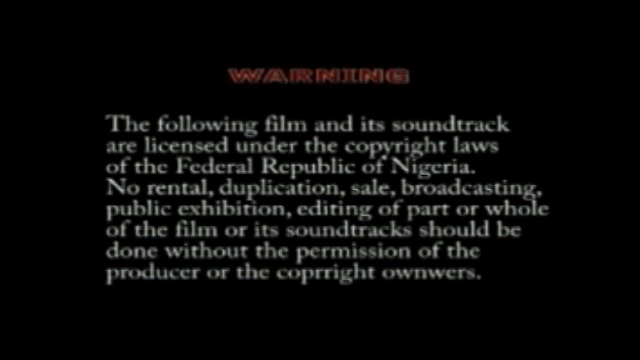 WARNING
The following film and its soundtrack
are licensed under the copyright laws
of the Federal Republic of Nigeria.
No rental, duplication, sale, broadcasting,
public exhibition, editing of part or whole
of the film or its soundtracks should be
done without the permission of the
producer or the coprright ownwers.